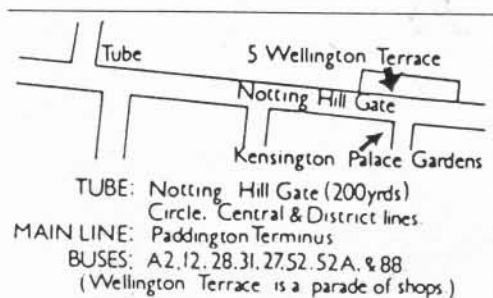 Tube
5 Wellington Terrace
Notting Hill Gate
Kensington Palace Gardens
TUBE: Notting Hill Gate (200yrds)
Circle. Central & District lines.
MAIN LINE: Paddington Terminus
BUSES: A2, 12, 28. 31, 27, 52. 52A. & 88
(Wellington Terrace is a parade of shops.)